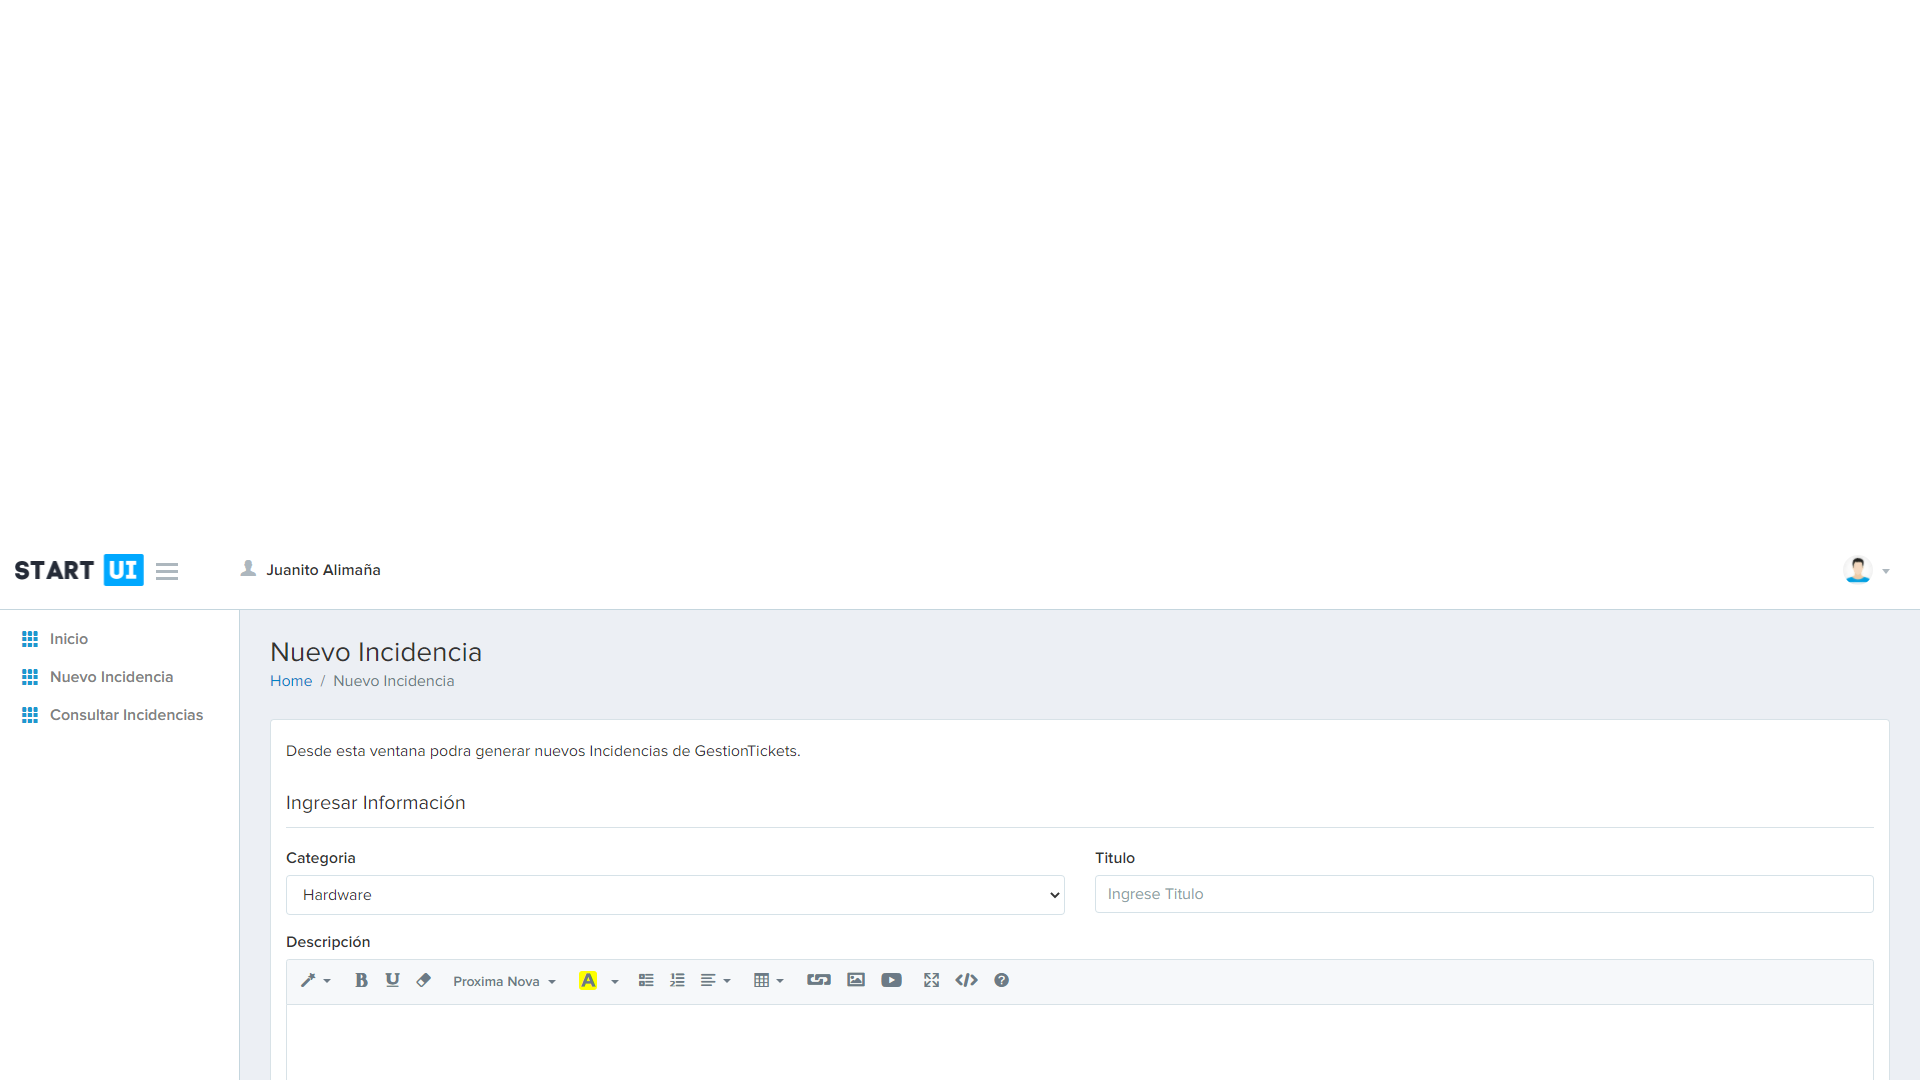 START UI
Juanito Alimaña
Inicio
Nuevo Incidencia
Consultar Incidencias
Nuevo Incidencia
Home / Nuevo Incidencia
Desde esta ventana podra generar nuevos Incidencias de GestionTickets.
Ingresar Información
Categoria
Hardware
Titulo
Ingrese Titulo
Descripción
B U Proxima Nova A